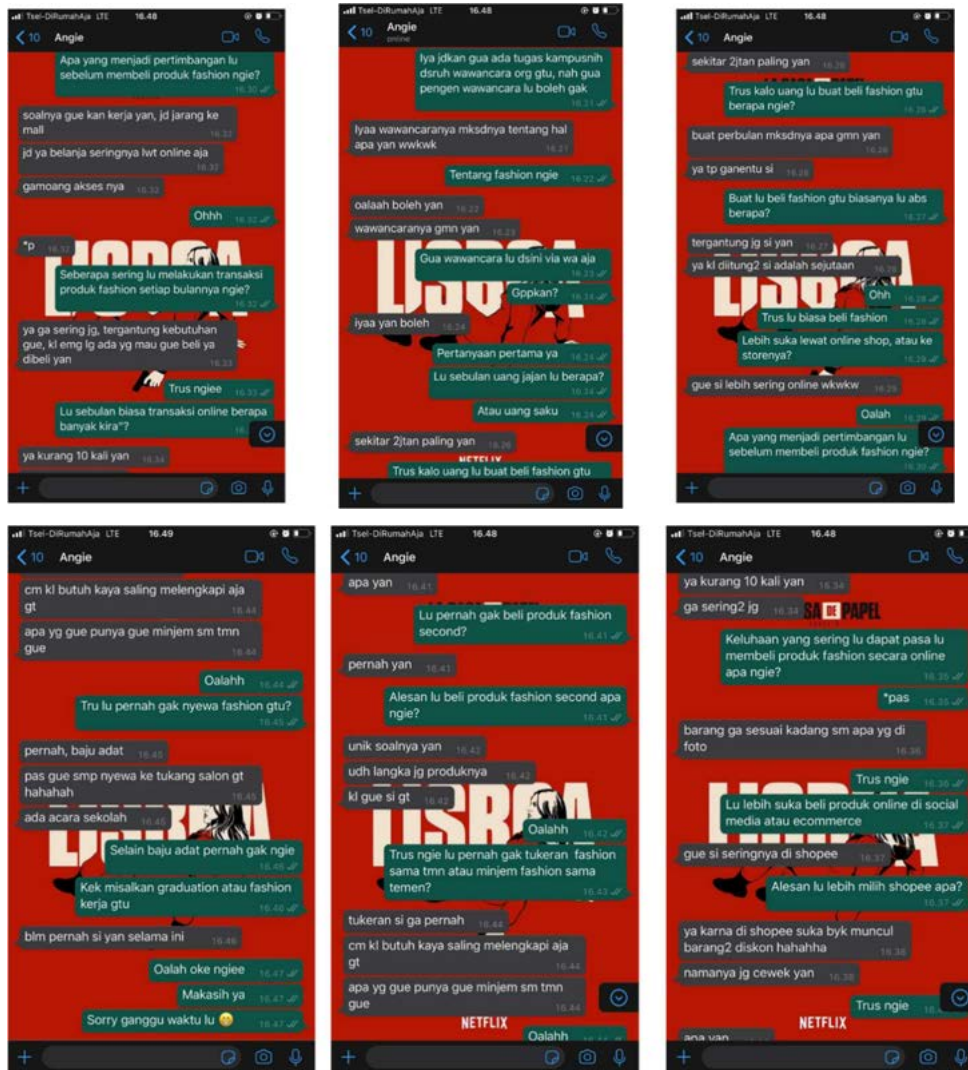 Tsel-DiRumahAja LTE 16.48
10 Angie
Apa yang menjadi pertimbangan lu
sebelum membeli produk fashion ngie?
16.30
soalnya gue kan kerja yan, jd jarang ke
mall 16.32
jd ya belanja seringnya lwt online aja
16.32
gamoang akses nya 16.32
Ohhh 16.32
*p 16.32
LISBOA
Seberapa sering lu melakukan transaksi
produk fashion setiap bulannya ngie?
16.32
ya ga sering jg, tergantung kebutuhan
gue, kl emg lg ada yg mau gue beli ya
dibeli yan 16.33
Trus ngiee 16.33
Lu sebulan biasa transaksi online berapa
banyak kira"?
ya kurang 10 kali yan 16.34
Tsel-DiRumahAja LTE 16.48
10 Angie
online
Iya jdkan gua ada tugas kampusnih
dsruh wawancara org gtu, nah gua
pengen wawancara lu boleh gak
16.21
Iyaa wawancaranya mksdnya tentang hal
apa yan wwkwk 16.21
Tentang fashion ngie 16.22
oalaah boleh yan 16.22
wawancaranya gmn yan 16.23
Gua wawancara lu dsini via wa aja
16.23
LISBOA
Gppkan? 16.24
iyaa yan boleh 16.24
Pertanyaan pertama ya 16.24
Lu sebulan uang jajan lu berapa?
16.24
Atau uang saku 16.24
sekitar 2jtan paling yan 16.26
NETFLIX
Trus kalo uang lu buat beli fashion gtu
Tsel-DiRumahAja LTE 16.48
10 Angie
sekitar 2jtan paling yan 16.26
Trus kalo uang lu buat beli fashion gtu
berapa ngie? 16.26
buat perbulan mksdnya apa gmn yan
16.26
ya tp ganentu si 16.26
Buat lu beli fashion gtu biasanya lu abs
berapa? 16.27
tergantung jg si yan 16.27
ya kl diitung2 si adalah sejutaan
LISBOA
Ohh 16.28
Trus lu biasa beli fashion 16.28
Lebih suka lewat online shop, atau ke
storenya? 16.28
gue si lebih sering online wkwkw 16.29
Oalah 16.29
Apa yang menjadi pertimbangan lu
sebelum membeli produk fashion ngie?
16.30
Tsel-DiRumahAja LTE 16.49
10 Angie
cm kl butuh kaya saling melengkapi aja
gt 16.44
apa yg gue punya gue minjem sm tmn
gue 16.44
Oalahh 16.44
Tru lu pernah gak nyewa fashion gtu?
16.45
pernah, baju adat 16.45
pas gue smp nyewa ke tukang salon gt
hahahah 16.45
ada acara sekolah 16.45
LISBOA
Selain baju adat pernah gak ngie
16.46
Kek misalkan graduation atau fashion
kerja gtu 16.46
blm pernah si yan selama ini 16.46
Oalah oke ngiee 16.47
Makasih ya 16.47
Sorry ganggu waktu lu 16.47
Tsel-DiRumahAja LTE 16.48
10 Angie
apa yan 16.41
Lu pernah gak beli produk fashion
second? 16.41
pernah yan 16.41
Alesan lu beli produk fashion second apa
ngie? 16.41
unik soalnya yan 16.42
udh langka jg produknya 16.42
kl gue si gt 16.42
LISBOA
Oalahh 16.42
Trus ngie lu pernah gak tukeran fashion
sama tmn atau minjem fashion sama
temen? 16.43
tukeran si ga pernah 16.44
cm kl butuh kaya saling melengkapi aja
gt 16.44
apa yg gue punya gue minjem sm tmn
gue 16.44
NETFLIX
Oalahh
Tsel-DiRumahAja LTE 16.48
10 Angie
ya kurang 10 kali yan 16.34
ga sering2 jg 16.34
SA DE PAPEL
Keluhaan yang sering lu dapat pasa lu
membeli produk fashion secara online
apa ngie? 16.35
*pas 16.35
barang ga sesuai kadang sm apa yg di
foto 16.36
Trus ngie 16.36
LISBOA
Lu lebih suka beli produk online di social
media atau ecommerce 16.37
gue si seringnya di shopee 16.37
Alesan lu lebih milih shopee apa?
16.37
ya karna di shopee suka byk muncul
barang2 diskon hahahha 16.38
namanya jg cewek yan 16.38
Trus ngie
NETFLIX
apa yan